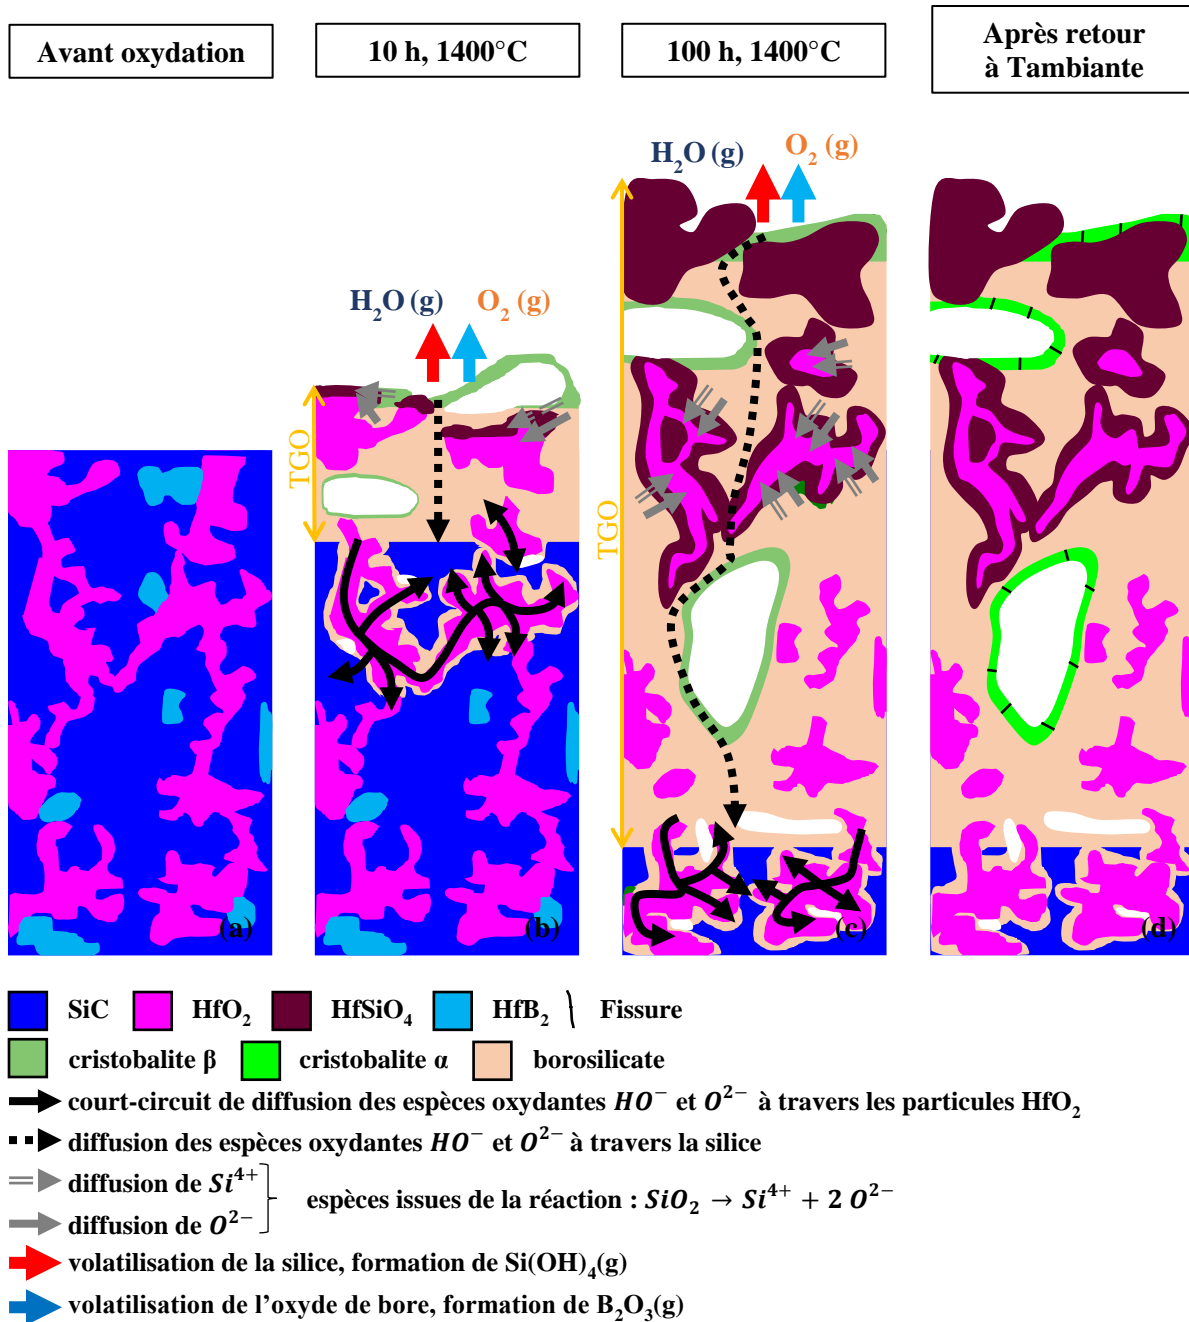 Avant oxydation
10 h, 1400°C
100 h, 1400°C
Après retour
à Tambiante
H₂O (g)
O₂ (g)
H₂O (g)
O₂ (g)
TGO
TGO
(a)
(b)
(c)
(d)
SiC
HfO₂
HfSiO₄
HfB₂
Fissure
cristobalite β
cristobalite α
borosilicate
court-circuit de diffusion des espèces oxydantes HO⁻ et O²⁻ à travers les particules HfO₂
diffusion des espèces oxydantes HO⁻ et O²⁻ à travers la silice
diffusion de Si⁴⁺
espèces issues de la réaction : SiO₂ → Si⁴⁺ + 2 O²⁻
diffusion de O²⁻
volatilisation de la silice, formation de Si(OH)₄(g)
volatilisation de l’oxyde de bore, formation de B₂O₃(g)